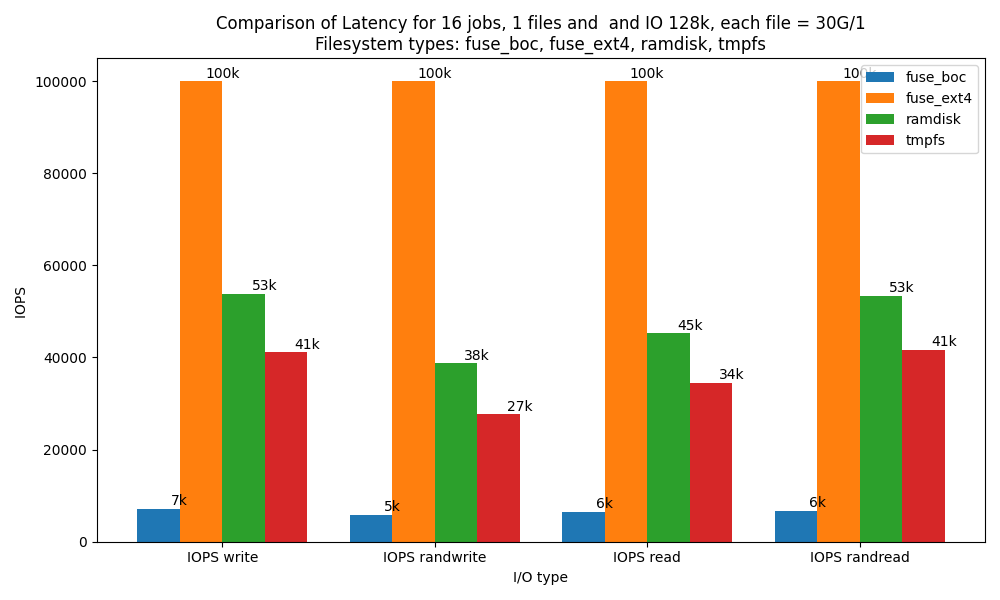 Comparison of Latency for 16 jobs, 1 files and  and IO 128k, each file = 30G/1
Filesystem types: fuse_boc, fuse_ext4, ramdisk, tmpfs
fuse_boc
fuse_ext4
ramdisk
tmpfs
IOPS
100000
80000
60000
40000
20000
0
7k
100k
53k
41k
5k
100k
38k
27k
6k
100k
45k
34k
6k
100k
53k
41k
IOPS write
IOPS randwrite
IOPS read
IOPS randread
I/O type